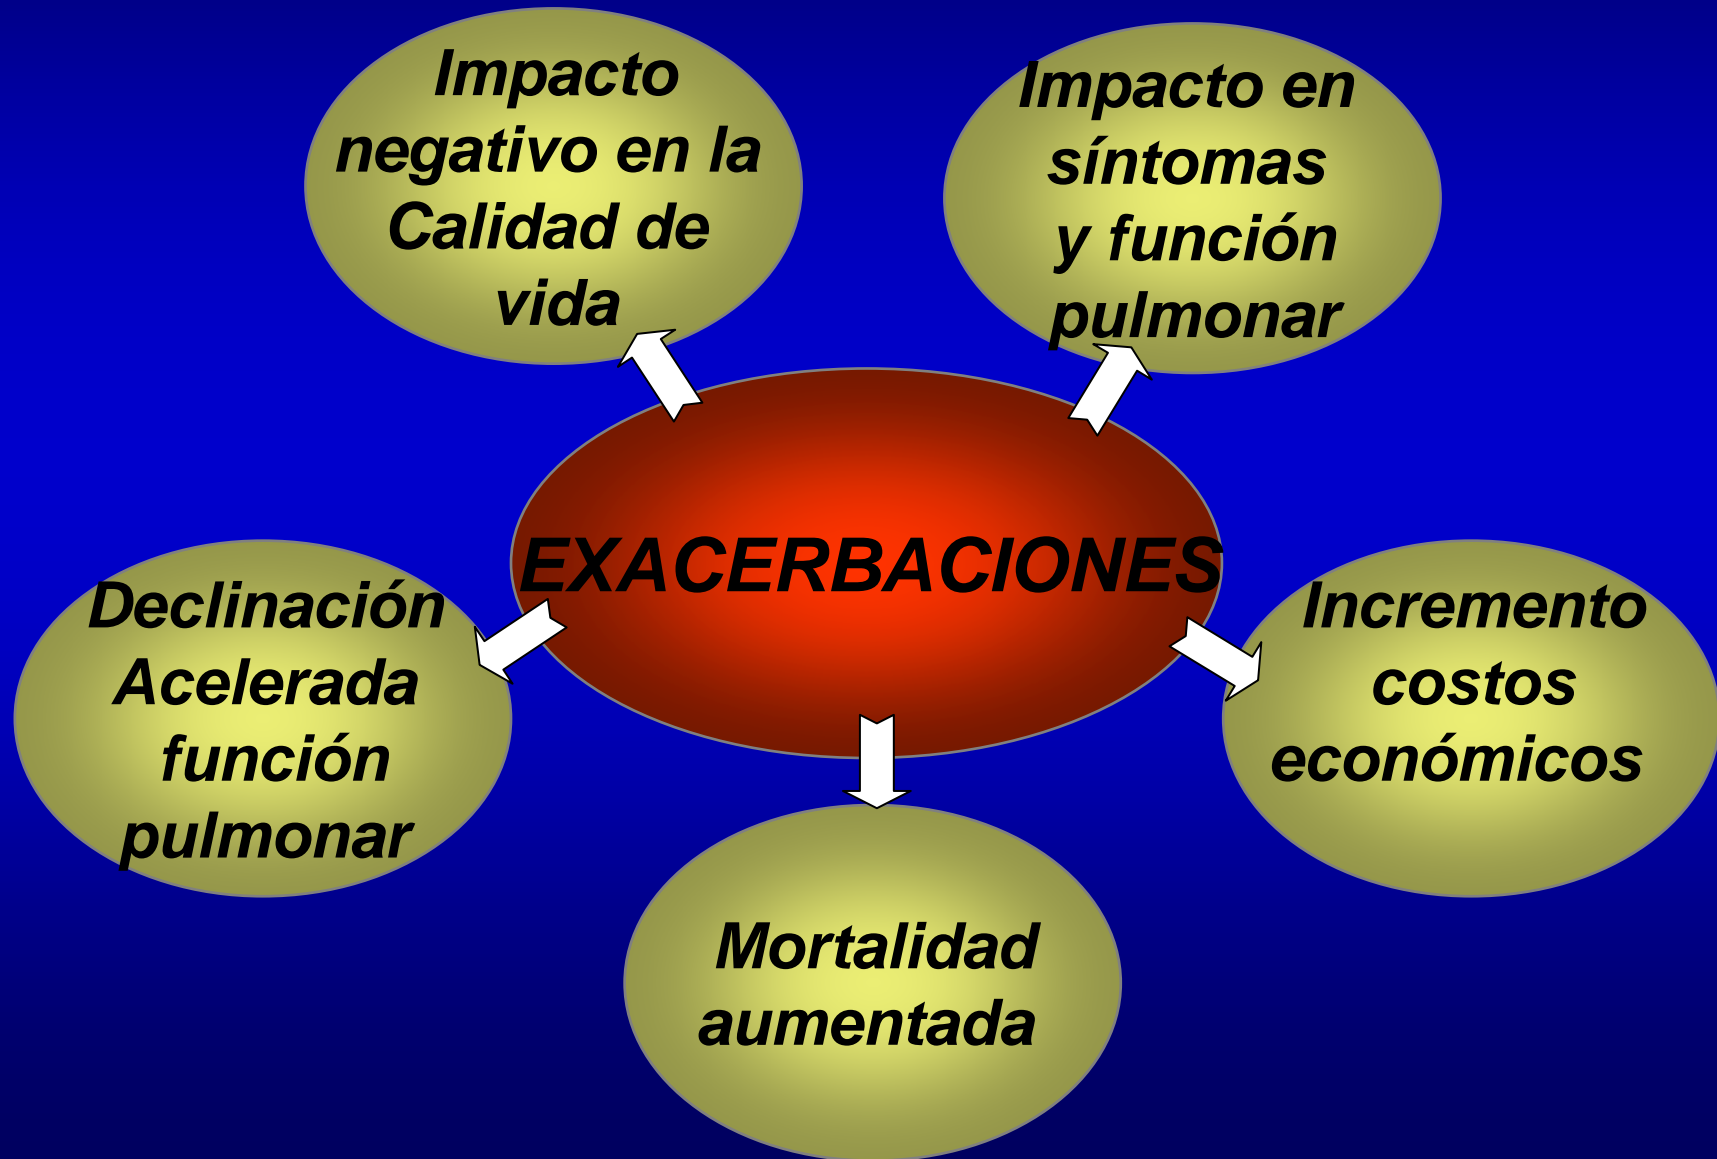 Impacto
negativo en la
Calidad de
vida
Impacto en
síntomas
y función
pulmonar
EXACERBACIONES
Declinación
Acelerada
función
pulmonar
Incremento
costos
económicos
Mortalidad
aumentada